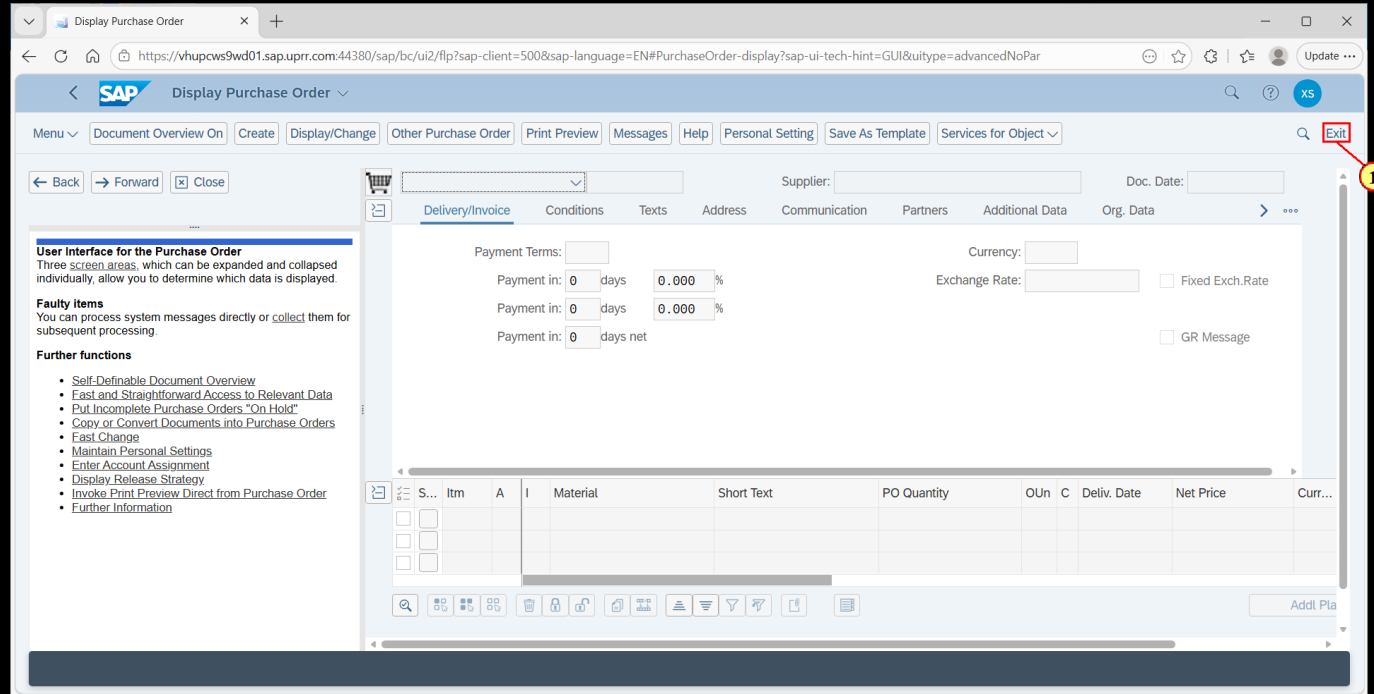 Display Purchase Order
https://vhupcws9wd01.sap.uprr.com:44380/sap/bc/ui2/flp?sap-client=500&sap-language=EN#PurchaseOrder-display?sap-ui-tech-hint=GUI&uitype=advancedNoPar
Update
SAP Display Purchase Order XS
Menu Document Overview On Create Display/Change Other Purchase Order Print Preview Messages Help Personal Setting Save As Template Services for Object Exit
1
Back Forward Close
Supplier: Doc. Date:
Delivery/Invoice Conditions Texts Address Communication Partners Additional Data Org. Data
User Interface for the Purchase Order
Three screen areas, which can be expanded and collapsed
individually, allow you to determine which data is displayed.
Faulty items
You can process system messages directly or collect them for
subsequent processing.
Further functions
• Self-Definable Document Overview
• Fast and Straightforward Access to Relevant Data
• Put Incomplete Purchase Orders "On Hold"
• Copy or Convert Documents into Purchase Orders
• Fast Change
• Maintain Personal Settings
• Enter Account Assignment
• Display Release Strategy
• Invoke Print Preview Direct from Purchase Order
• Further Information
Payment Terms: Currency:
Payment in: 0 days 0.000 % Exchange Rate: Fixed Exch.Rate
Payment in: 0 days 0.000 %
Payment in: 0 days net GR Message
S... Itm A I Material Short Text PO Quantity OUn C Deliv. Date Net Price Curr...
Addl Pla